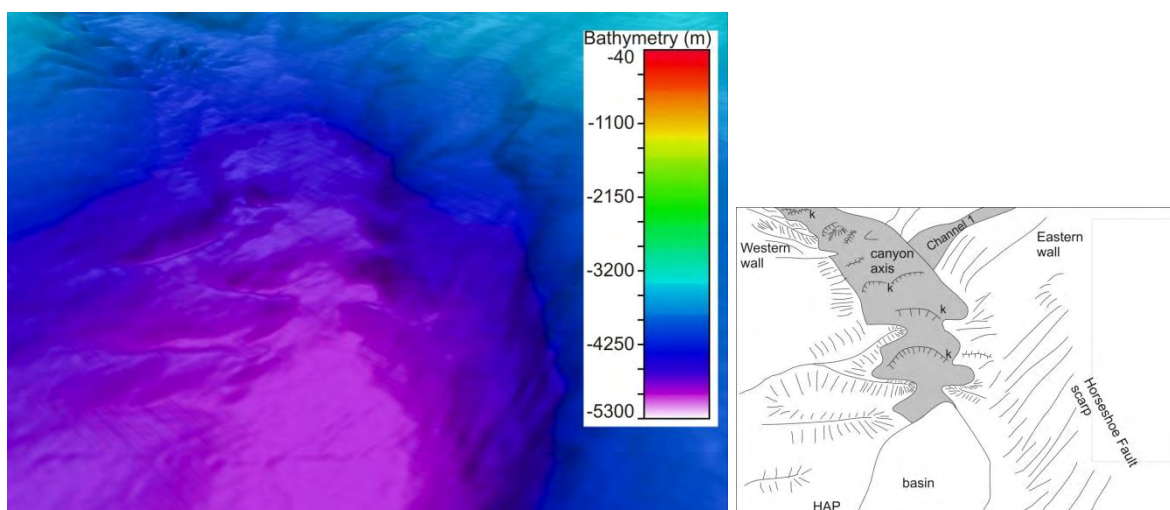 Bathymetry (m)
-40
-1100
-2150
-3200
-4250
-5300
k
Western
wall
canyon
axis
Channel 1
Eastern
wall
k
k
k
Horseshoe Fault
scarp
basin
HAP